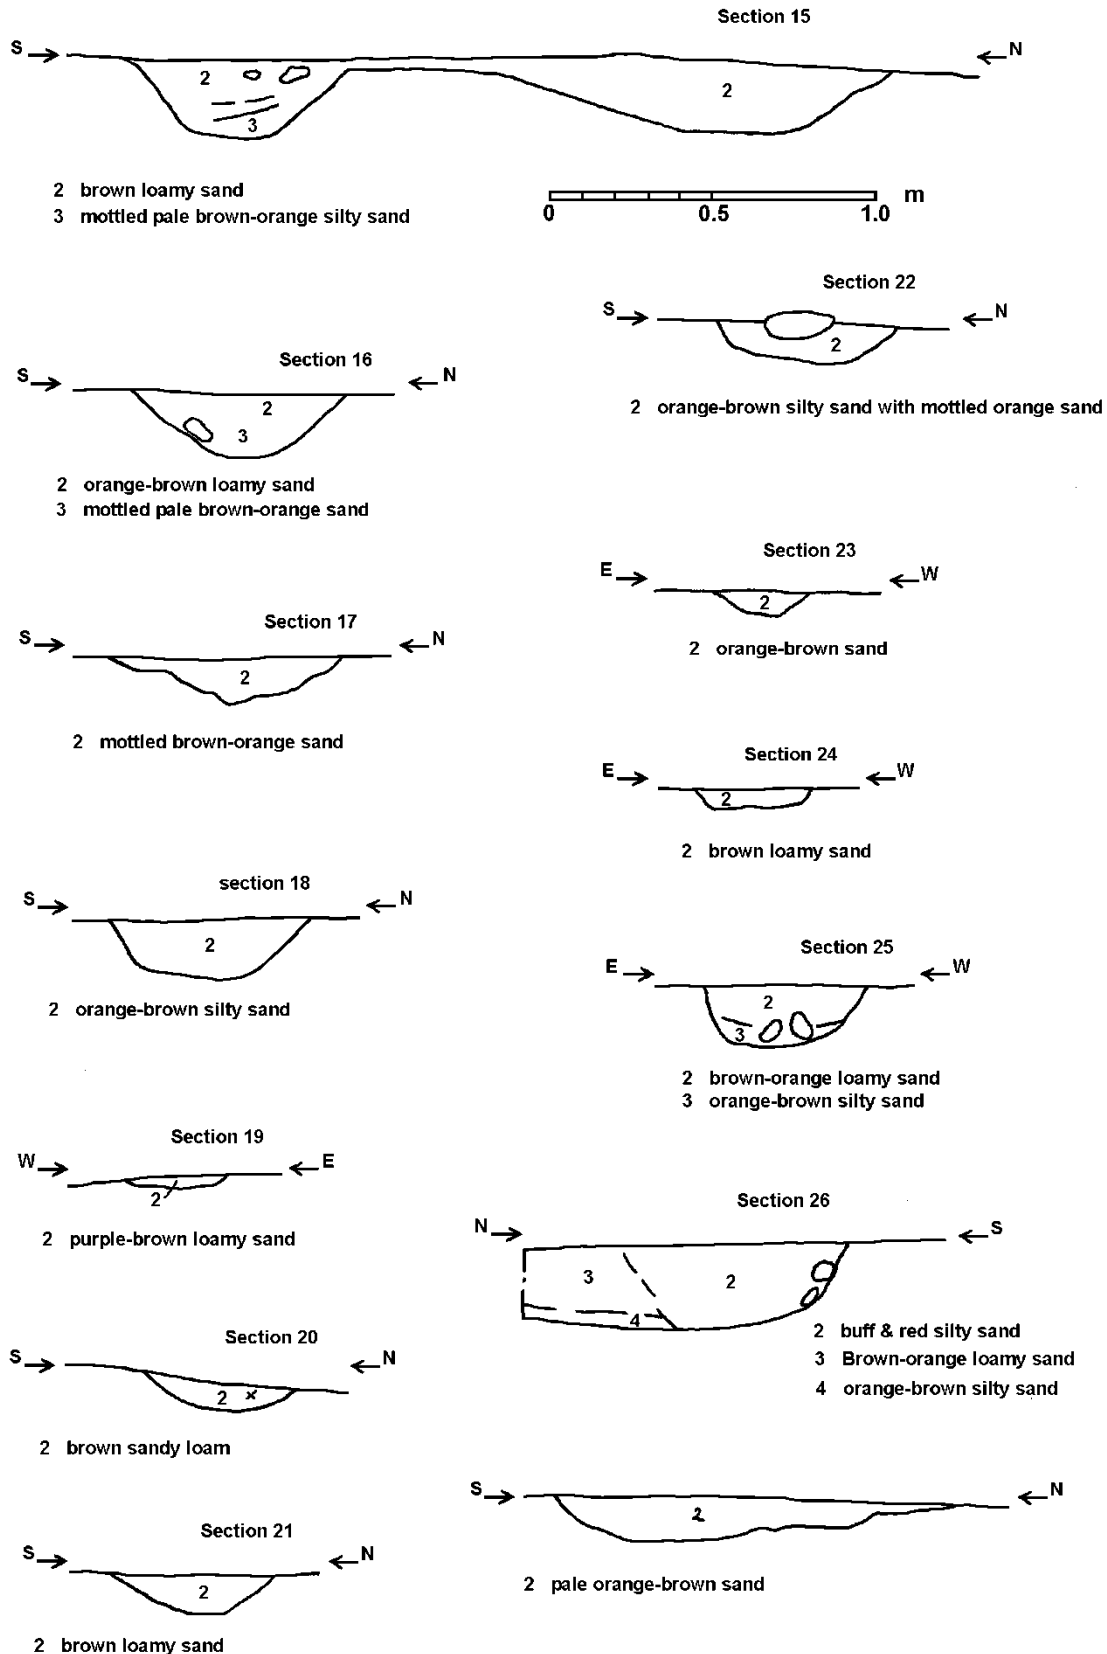 Section 15
S N
2 2
3
2 brown loamy sand
3 mottled pale brown-orange silty sand
0 0.5 1.0 m
Section 16
S N
2
3
2 orange-brown loamy sand
3 mottled pale brown-orange sand
Section 17
S N
2
2 mottled brown-orange sand
section 18
S N
2
2 orange-brown silty sand
Section 19
W E
2
2 purple-brown loamy sand
Section 20
S N
2 x
2 brown sandy loam
Section 21
S N
2
2 brown loamy sand
Section 22
S N
2
2 orange-brown silty sand with mottled orange sand
Section 23
E W
2
2 orange-brown sand
Section 24
E W
2
2 brown loamy sand
Section 25
E W
2
3
2 brown-orange loamy sand
3 orange-brown silty sand
Section 26
N S
3 2
4
2 buff & red silty sand
3 Brown-orange loamy sand
4 orange-brown silty sand
S N
2
2 pale orange-brown sand